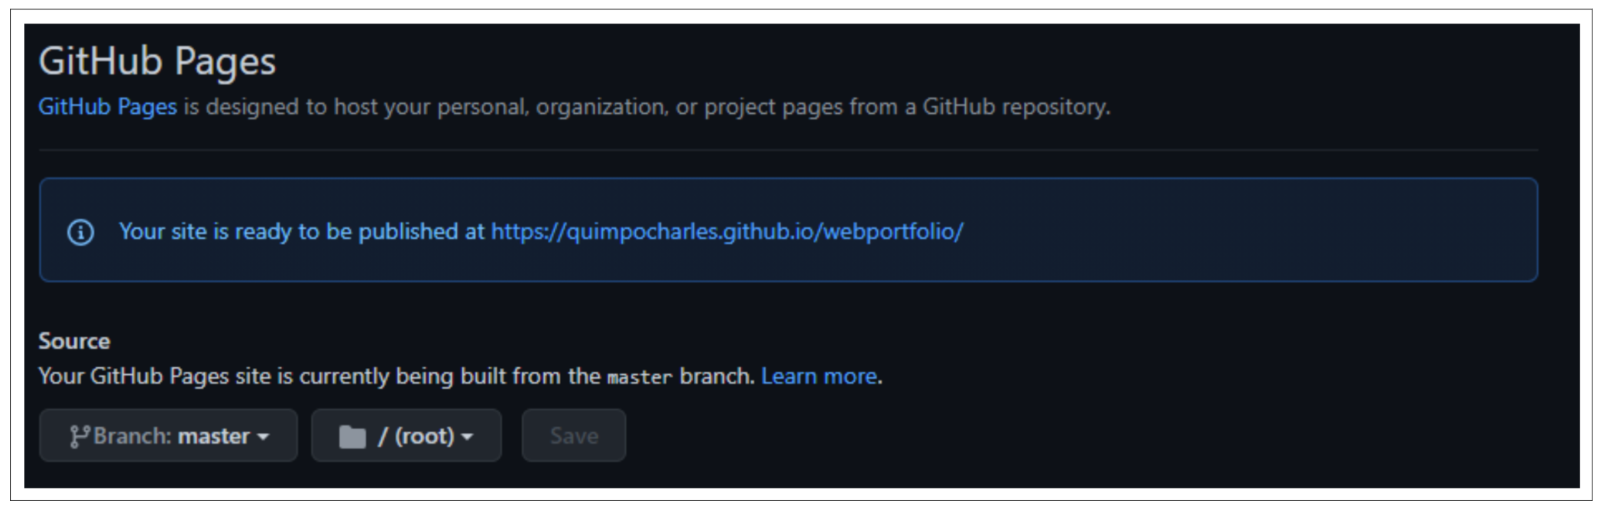 GitHub Pages
GitHub Pages is designed to host your personal, organization, or project pages from a GitHub repository.
Your site is ready to be published at https://quimpocharles.github.io/webportfolio/
Source
Your GitHub Pages site is currently being built from the master branch. Learn more.
Branch: master / (root) Save